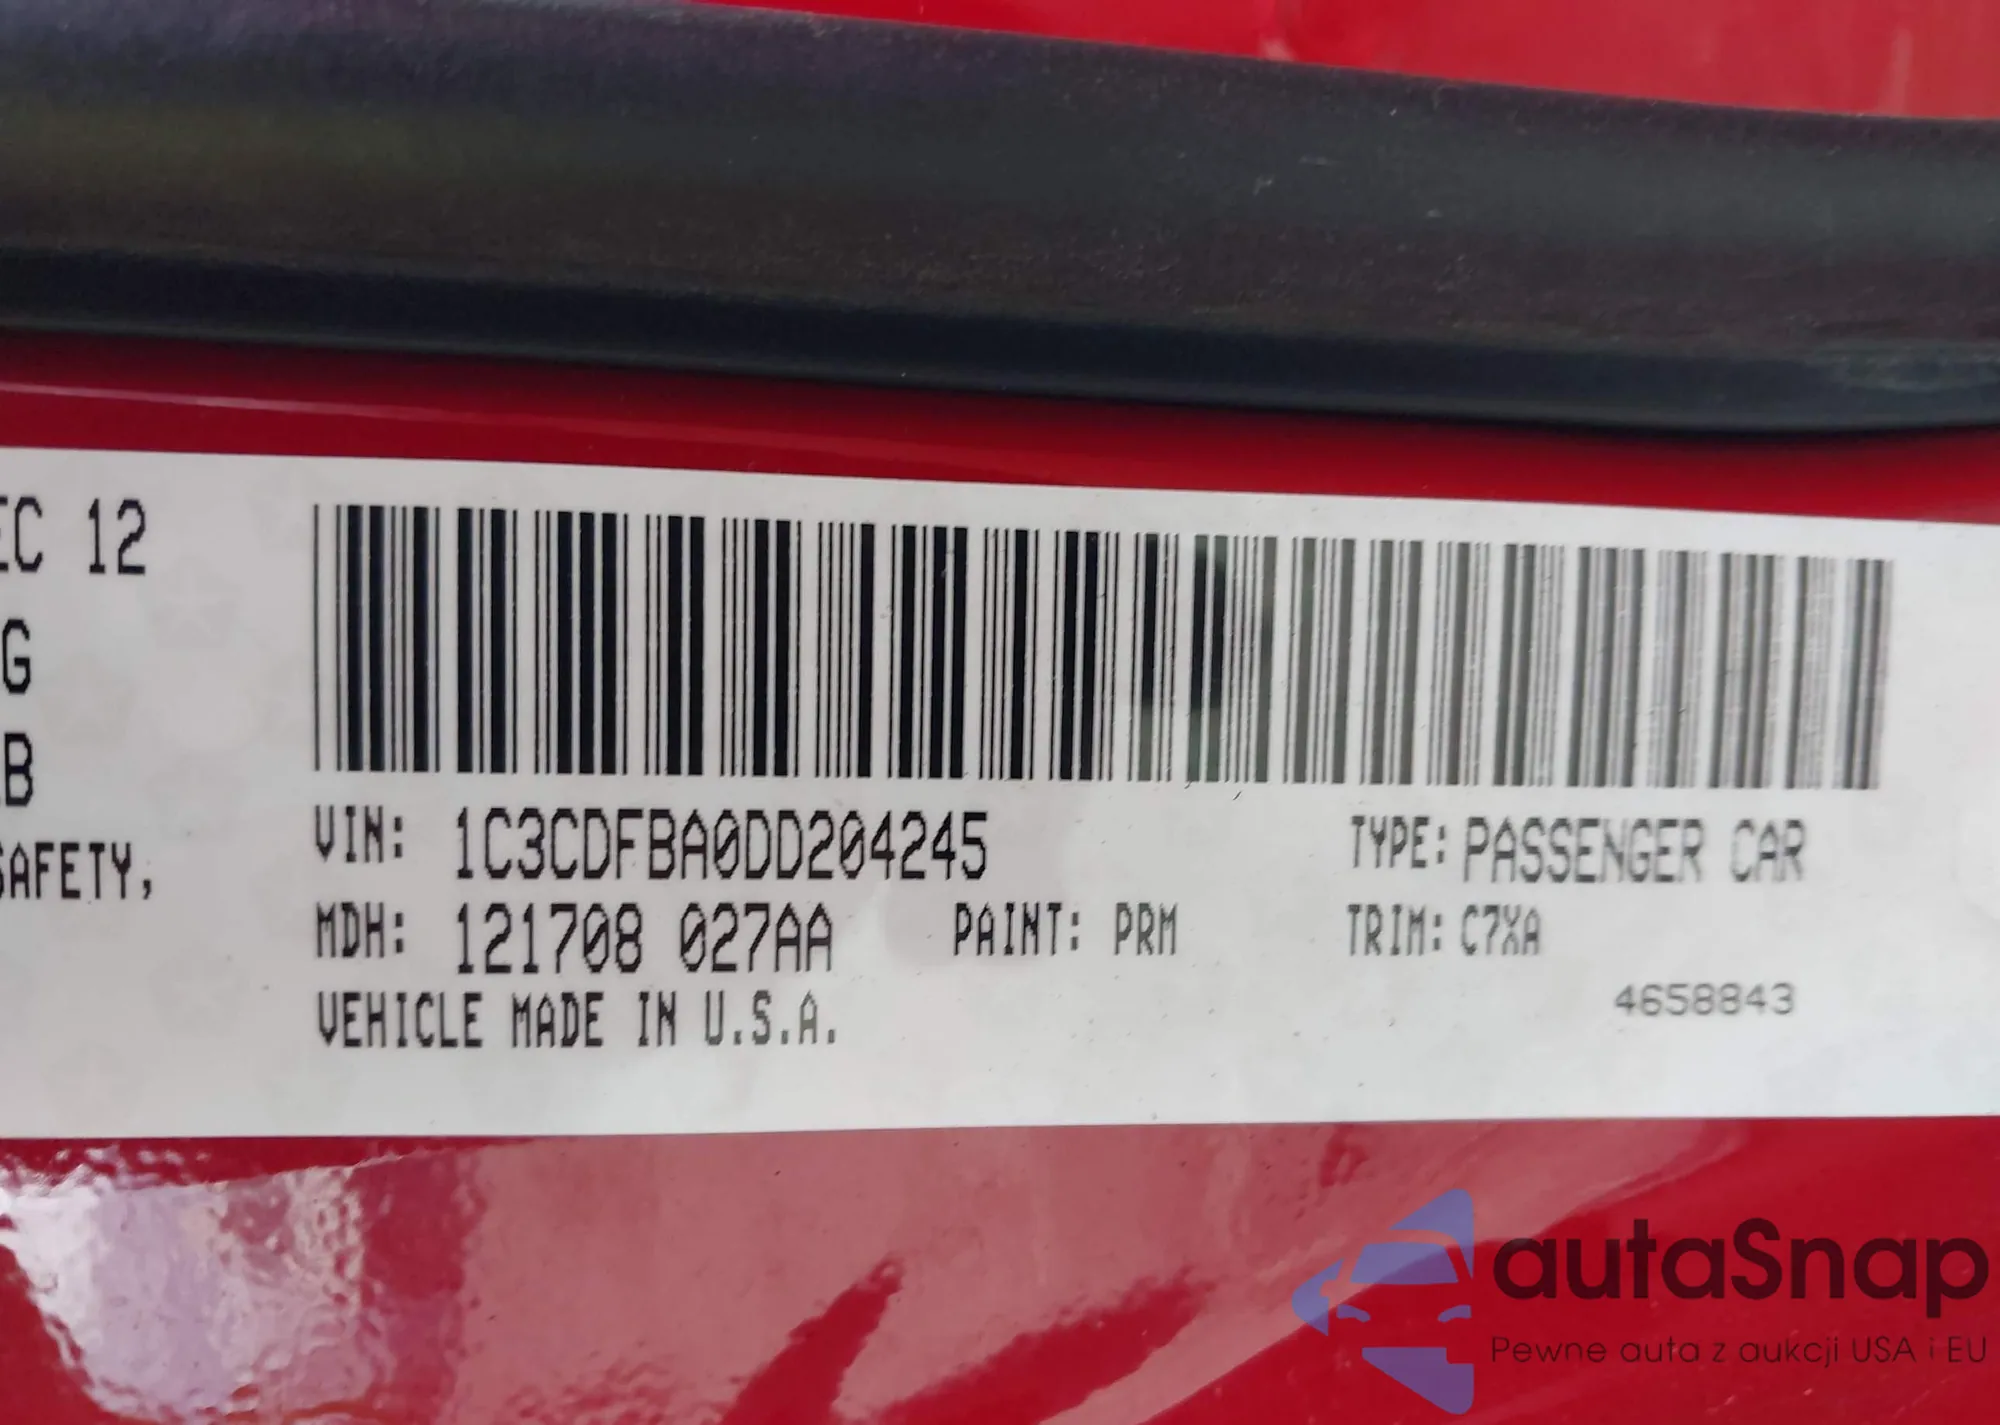 EC 12
G
B
SAFETY,
VIN: 1C3CDFBA0DD204245
TYPE: PASSENGER CAR
MDH: 121708 027AA
PAINT: PRM
TRIM: C7XA
VEHICLE MADE IN U.S.A.
4658843
autaSnap
Pewne auta z aukcji USA i EU